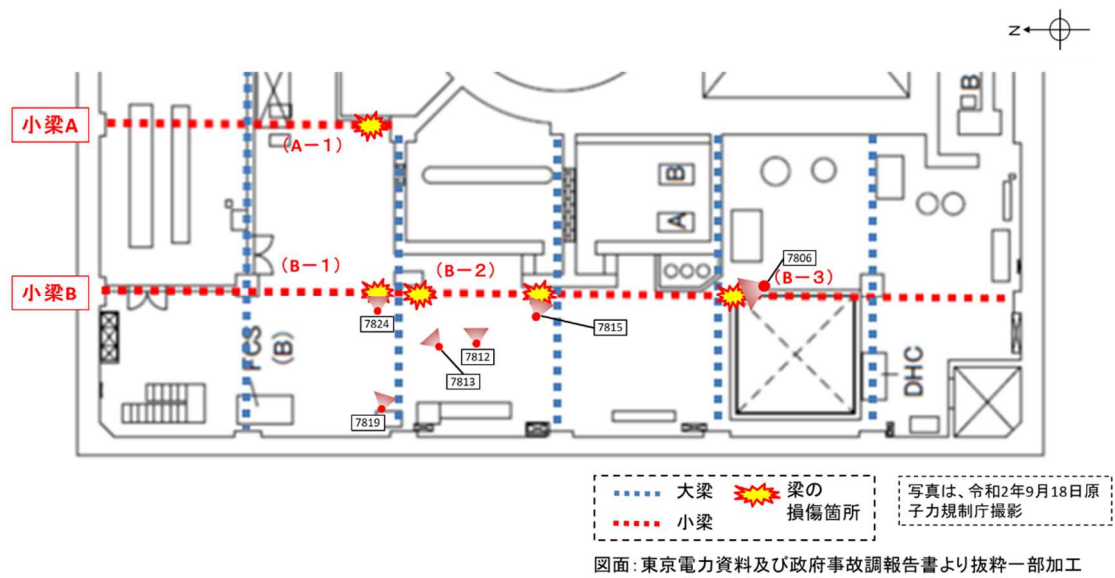 N
小梁A
(A-1)
B
B
A
7806
(B-1)
(B-2)
(B-3)
小梁B
7824
7815
7812
7813
FCS
(B)
DHC
7819
大梁
梁の
損傷箇所
小梁
写真は、令和2年9月18日原
子力規制庁撮影
図面：東京電力資料及び政府事故調報告書より抜粋一部加工